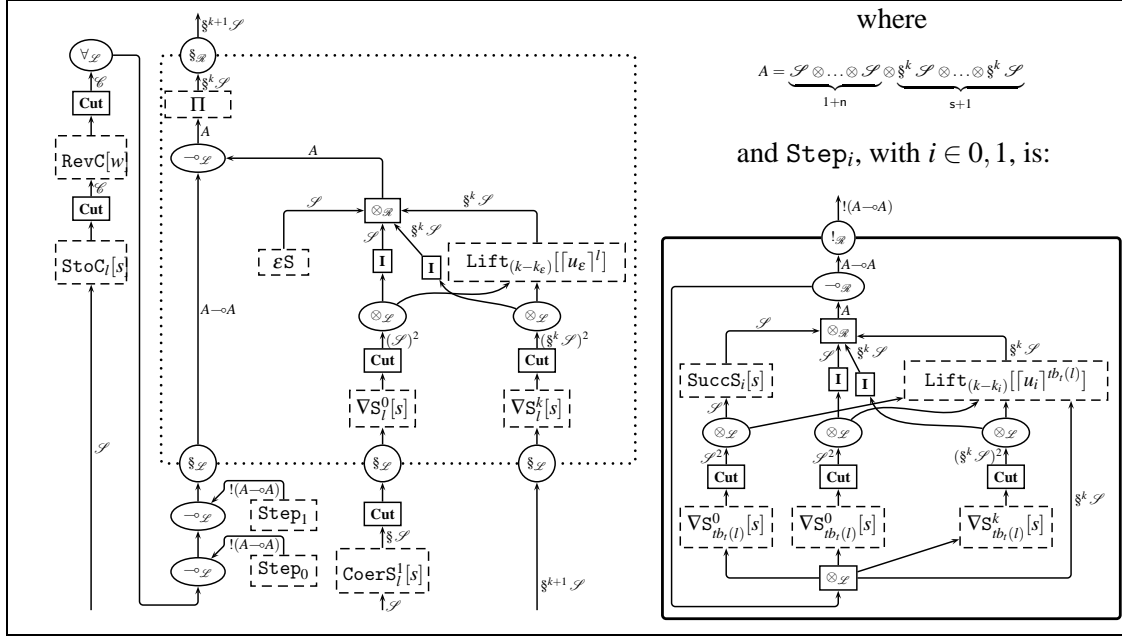 §^{k+1} 𝒮
∀_ℒ
§_ℛ
𝒞
§^k 𝒮
Cut
Π
A
RevC[w]
⊸_ℒ
A
𝒞
Cut
𝒮
⊗_ℛ
§^k 𝒮
𝒮
§^k 𝒮
StoC_l[s]
εS
I
I
Lift_{(k−k_ε)}[⌈u_ε⌉^l]
A⊸A
⊗_ℒ
⊗_ℒ
(𝒮)^2
(§^k 𝒮)^2
Cut
Cut
∇S^0_l[s]
∇S^k_l[s]
𝒮
§_ℒ
§_ℒ
§_ℒ
!(A⊸A)
⊸_ℒ
Step_1
Cut
!(A⊸A)
§𝒮
⊸_ℒ
Step_0
CoerS^1_l[s]
§^{k+1} 𝒮
𝒮
where
A = 𝒮 ⊗…⊗ 𝒮 ⊗ §^k 𝒮 ⊗…⊗ §^k 𝒮
1+n
s+1
and Step_i, with i ∈ 0, 1, is:
!(A⊸A)
!_ℛ
A⊸A
⊸_ℛ
A
𝒮
⊗_ℛ
§^k 𝒮
𝒮
§^k 𝒮
SuccS_i[s]
I
I
Lift_{(k−k_i)}[⌈u_i⌉^{tb_t(l)}]
𝒮
⊗_ℒ
⊗_ℒ
⊗_ℒ
𝒮^2
𝒮^2
(§^k 𝒮)^2
Cut
Cut
Cut
§^k 𝒮
∇S^0_{tb_t(l)}[s]
∇S^0_{tb_t(l)}[s]
∇S^k_{tb_t(l)}[s]
⊗_ℒ